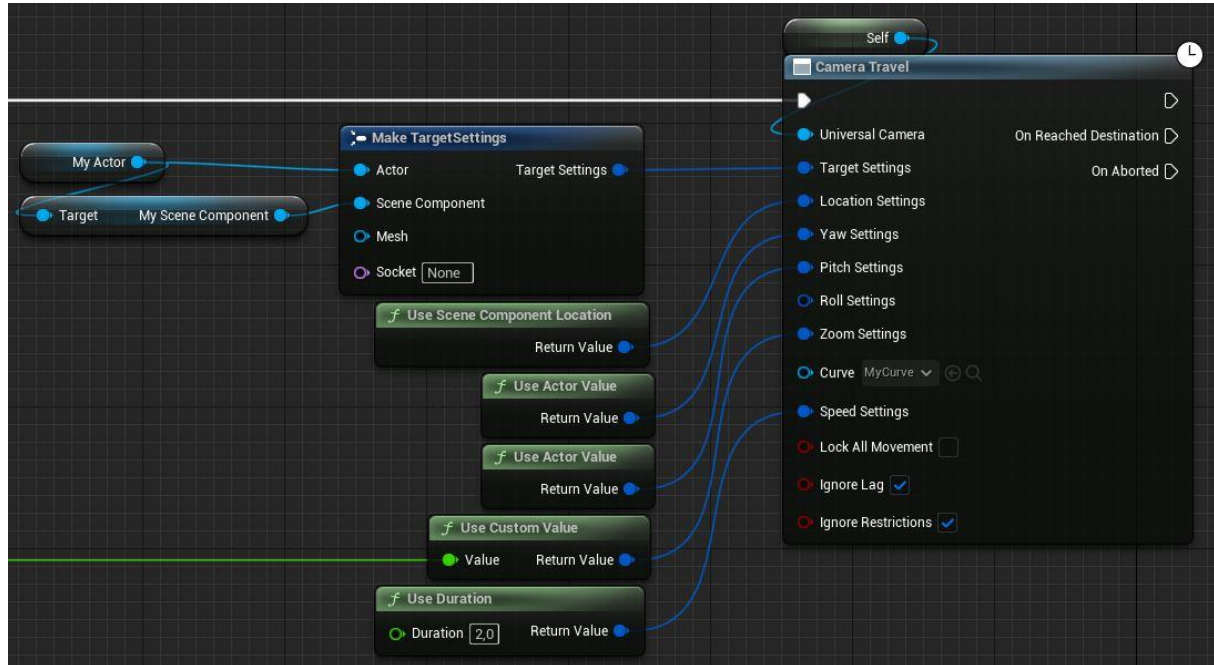 Self
Camera Travel
Universal Camera On Reached Destination
Target Settings On Aborted
Location Settings
Yaw Settings
Pitch Settings
Roll Settings
Zoom Settings
Curve MyCurve
Speed Settings
Lock All Movement
Ignore Lag
Ignore Restrictions
My Actor
Target My Scene Component
Make TargetSettings
Actor Target Settings
Scene Component
Mesh
Socket None
f Use Scene Component Location
Return Value
f Use Actor Value
Return Value
f Use Actor Value
Return Value
f Use Custom Value
Value Return Value
f Use Duration
Duration 2,0 Return Value